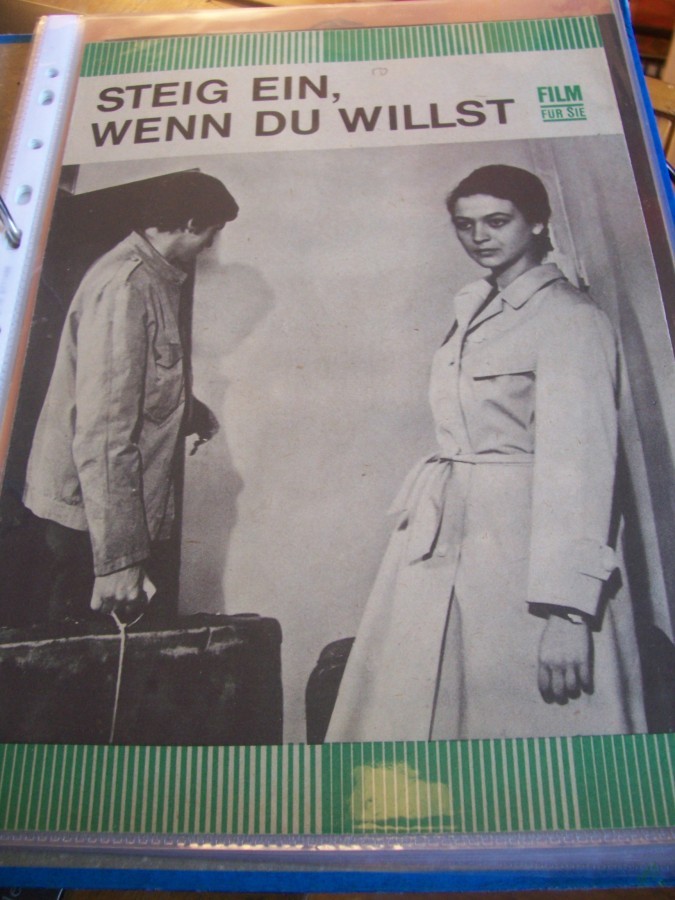 STEIG EIN,
WENN DU WILLST
FILM
FÜR SIE